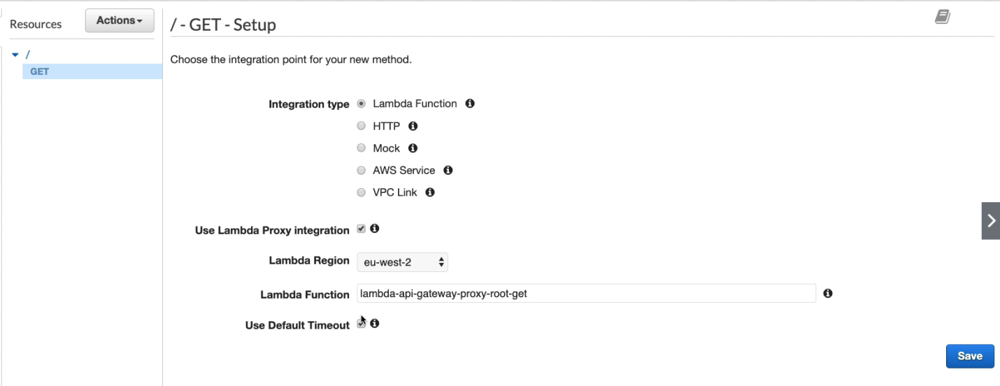 Resources
Actions
/ - GET - Setup
/
GET
Choose the integration point for your new method.
Integration type
Lambda Function
HTTP
Mock
AWS Service
VPC Link
Use Lambda Proxy integration
Lambda Region
eu-west-2
Lambda Function
lambda-api-gateway-proxy-root-get
Use Default Timeout
Save